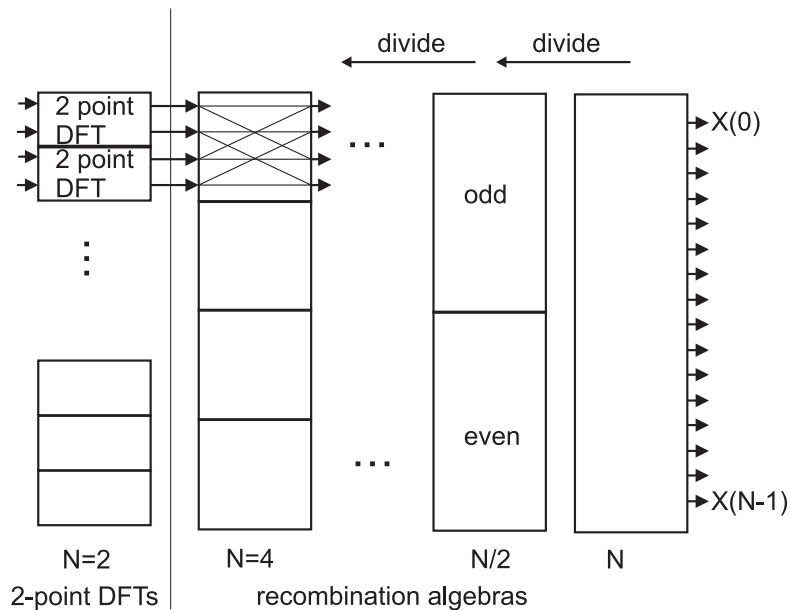 divide divide
2 point
DFT
2 point
DFT
X(0)
...
odd
...
even
...
X(N-1)
N=2 N=4 N/2 N
2-point DFTs recombination algebras